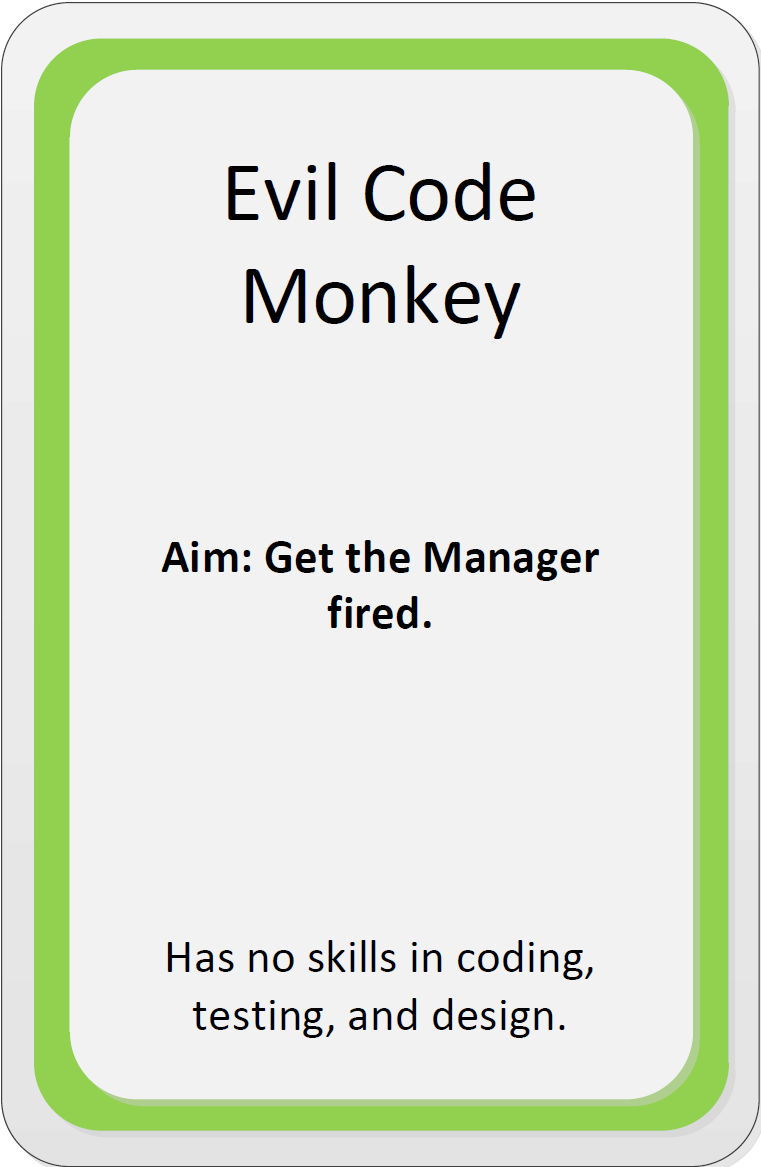 Evil Code
Monkey
Aim: Get the Manager
fired.
Has no skills in coding,
testing, and design.